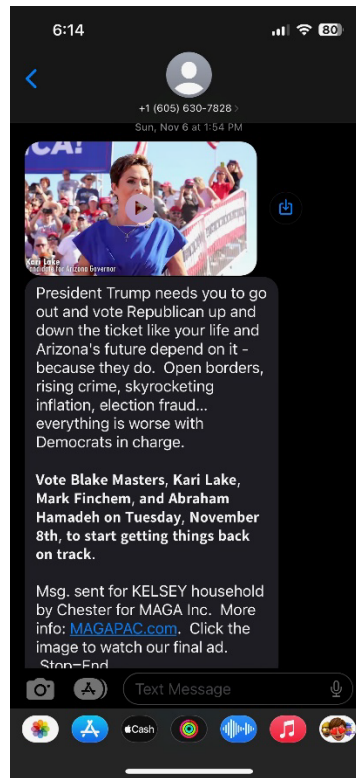 6:14
80
+1 (605) 630-7828 >
Sun, Nov 6 at 1:54 PM
CA!
Kari Lake
Candidate for Arizona Governor
President Trump needs you to go
out and vote Republican up and
down the ticket like your life and
Arizona's future depend on it -
because they do.  Open borders,
rising crime, skyrocketing
inflation, election fraud...
everything is worse with
Democrats in charge.
Vote Blake Masters, Kari Lake,
Mark Finchem, and Abraham
Hamadeh on Tuesday, November
8th, to start getting things back
on track.
Msg. sent for KELSEY household
by Chester for MAGA Inc.  More
info: MAGAPAC.com.  Click the
image to watch our final ad.
Stop=End
Text Message
Cash